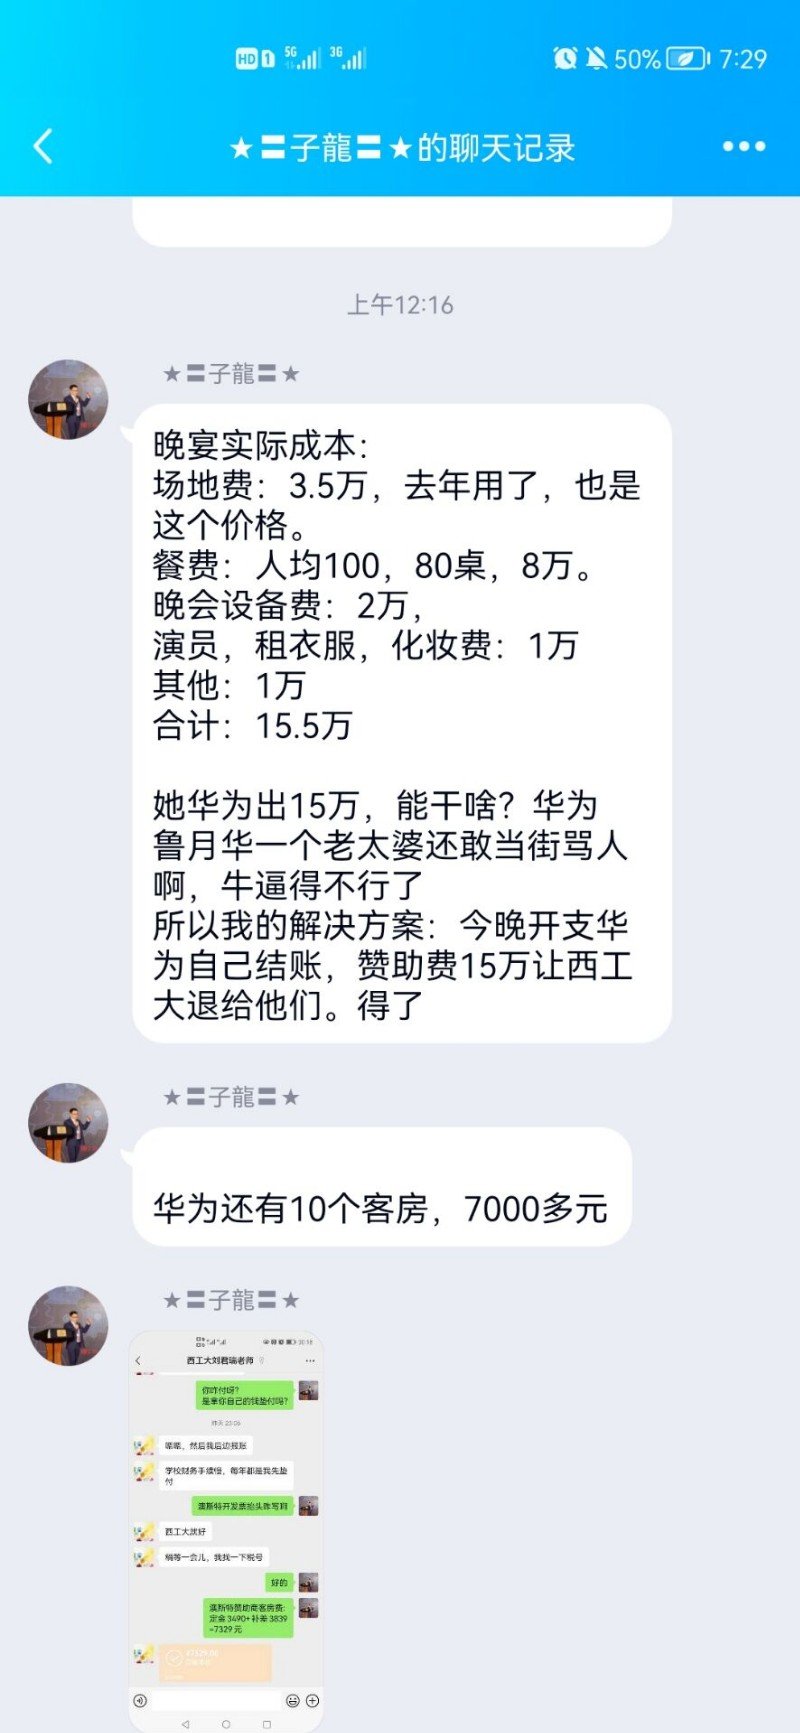 HD 1 5G 3G 50% 7:29
★〓子龍〓★的聊天记录
上午12:16
★〓子龍〓★
晚宴实际成本：
场地费：3.5万，去年用了，也是
这个价格。
餐费：人均100，80桌，8万。
晚会设备费：2万，
演员，租衣服，化妆费：1万
其他：1万
合计：15.5万
她华为出15万，能干啥？华为
鲁月华一个老太婆还敢当街骂人
啊，牛逼得不行了
所以我的解决方案：今晚开支华
为自己结账，赞助费15万让西工
大退给他们。得了
★〓子龍〓★
华为还有10个客房，7000多元
★〓子龍〓★
西工大刘君瑞老师
你咋付呀？
是拿你自己的钱垫付吗？
昨天 23:06
嗯嗯，然后我后边报账
学校财务手续慢，每年都是我先垫
付
澳斯特开发票抬头咋写阿
西工大就好
稍等一会儿，我找一下税号
好的
澳斯特赞助商客房费:
定金 3490+ 补差 3839
=7329 元
¥7329.00